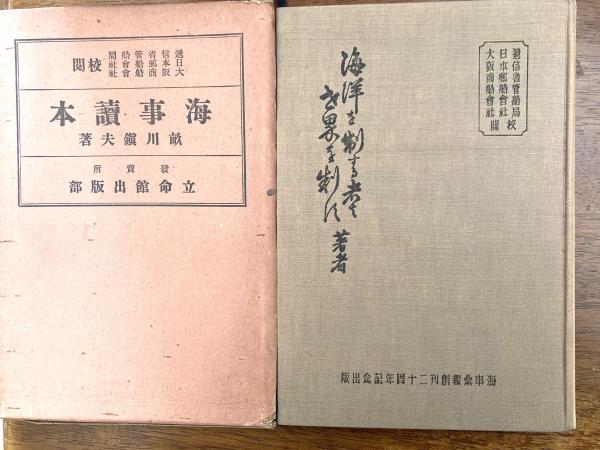 遞信省管船局
日本郵船會社
大阪商船會社
校閲
海事讀本
畝川鎭夫著
發賣所
立命館出版部
遞信省管船局校
日本郵船會社
大阪商船會社閲
海洋を制する者は
世界を制す 著者
海事彙報創刊二十周年記念出版